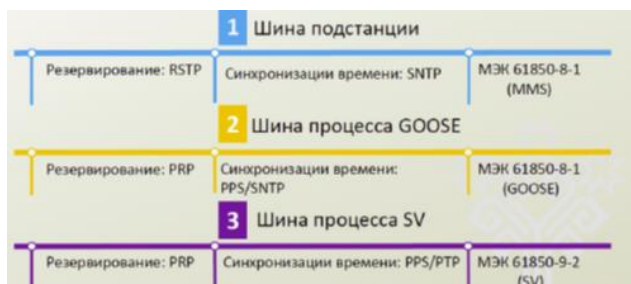 1 Шина подстанции
Резервирование: RSTP
Синхронизации времени: SNTP
МЭК 61850-8-1
(MMS)
2 Шина процесса GOOSE
Резервирование: PRP
Синхронизации времени:
PPS/SNTP
МЭК 61850-8-1
(GOOSE)
3 Шина процесса SV
Резервирование: PRP
Синхронизации времени: PPS/PTP
МЭК 61850-9-2
(SV)